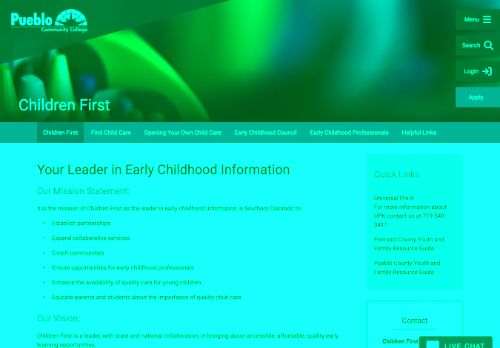 Pueblo
Community College
Menu
Search
Login
Apply
Children First
Children First
Find Child Care
Opening Your Own Child Care
Early Childhood Council
Early Childhood Professionals
Helpful Links
Your Leader in Early Childhood Information
Our Mission Statement:
It is the mission of Children First as the leader in early childhood information in Southern Colorado to:
• Establish partnerships
• Expand collaborative services
• Enrich communities
• Ensure opportunities for early childhood professionals
• Enhance the availability of quality care for young children
• Educate parents and students about the importance of quality child care
Our Vision:
Children First is a leader, with state and national collaboration, in bringing about accessible, affordable, quality early
learning opportunities.
Quick Links
Universal Pre-K
For more information about
UPK contact us at 719-549-
3411.
Fremont County Youth and
Family Resource Guide
Pueblo County Youth and
Family Resource Guide
Contact
Children First
LIVE CHAT